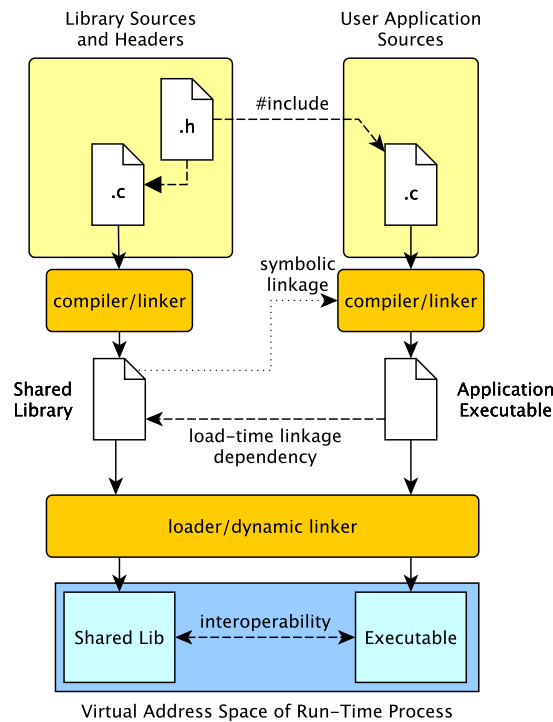 Library Sources
and Headers
User Application
Sources
.h
#include
.c
.c
symbolic
linkage
compiler/linker
compiler/linker
Shared
Library
Application
Executable
load-time linkage
dependency
loader/dynamic linker
Shared Lib
interoperability
Executable
Virtual Address Space of Run-Time Process